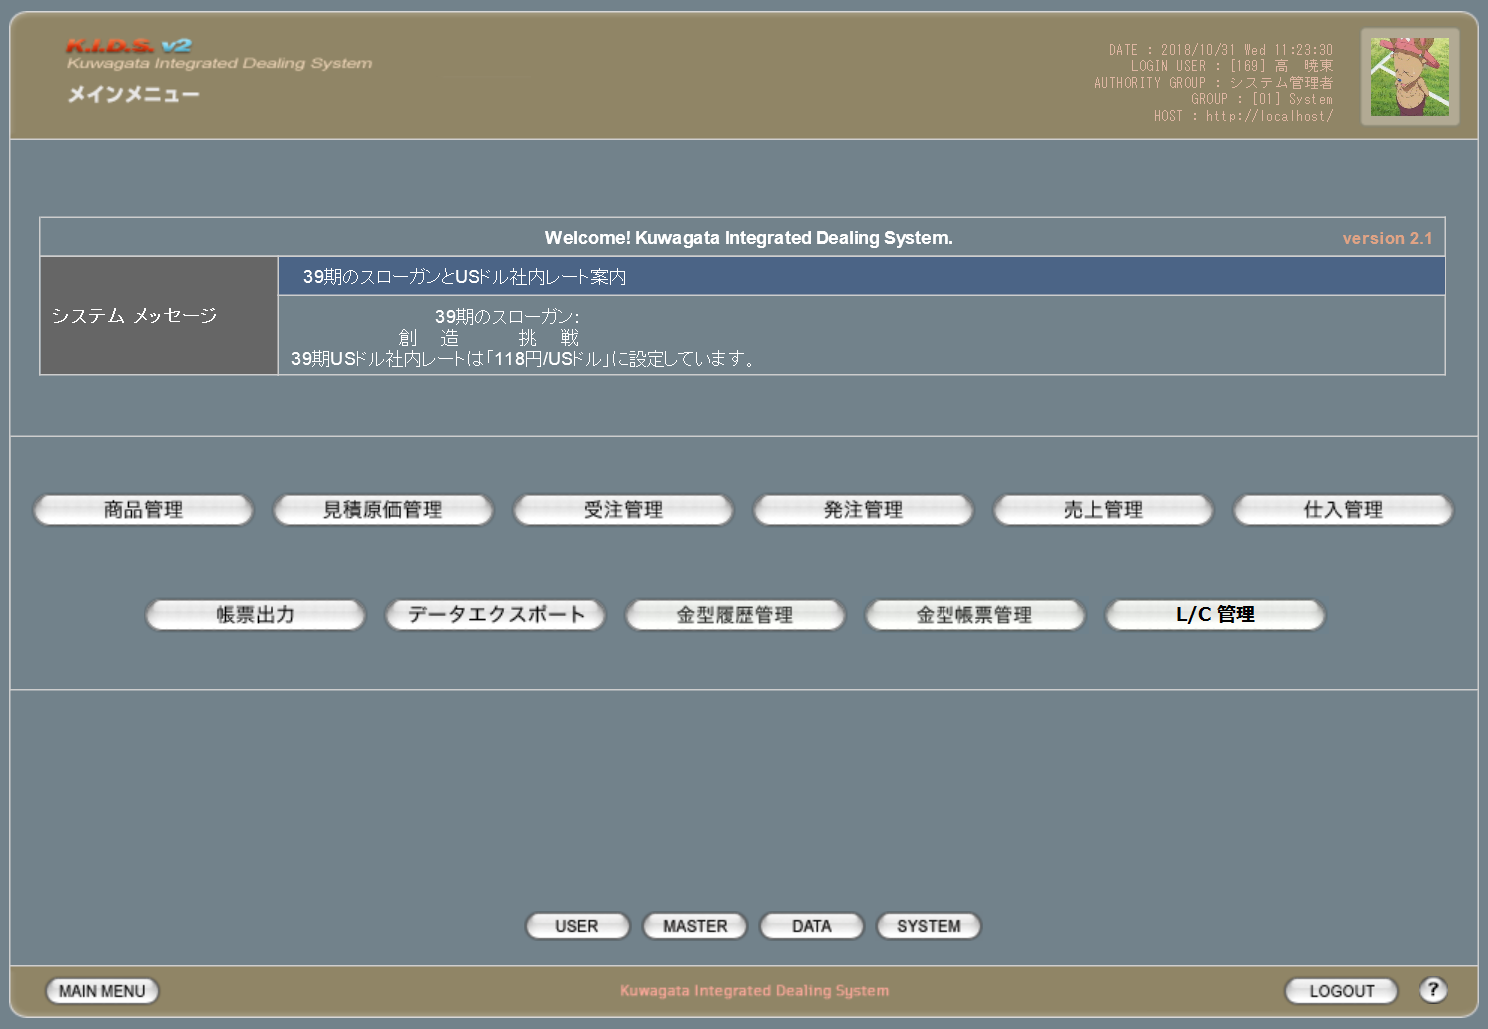 K.I.D.S. v2
Kuwagata Integrated Dealing System
メインメニュー
DATE : 2018/10/31 Wed 11:23:30
LOGIN USER : [169] 高　暁東
AUTHORITY GROUP : システム管理者
GROUP : [01] System
HOST : http://localhost/
Welcome! Kuwagata Integrated Dealing System.
version 2.1
39期のスローガンとUSドル社内レート案内
システム メッセージ
39期のスローガン:
創　造　　　挑　戦
39期USドル社内レートは「118円/USドル」に設定しています。
商品管理
見積原価管理
受注管理
発注管理
売上管理
仕入管理
帳票出力
データエクスポート
金型履歴管理
金型帳票管理
L/C 管理
USER
MASTER
DATA
SYSTEM
MAIN MENU
Kuwagata Integrated Dealing System
LOGOUT
?